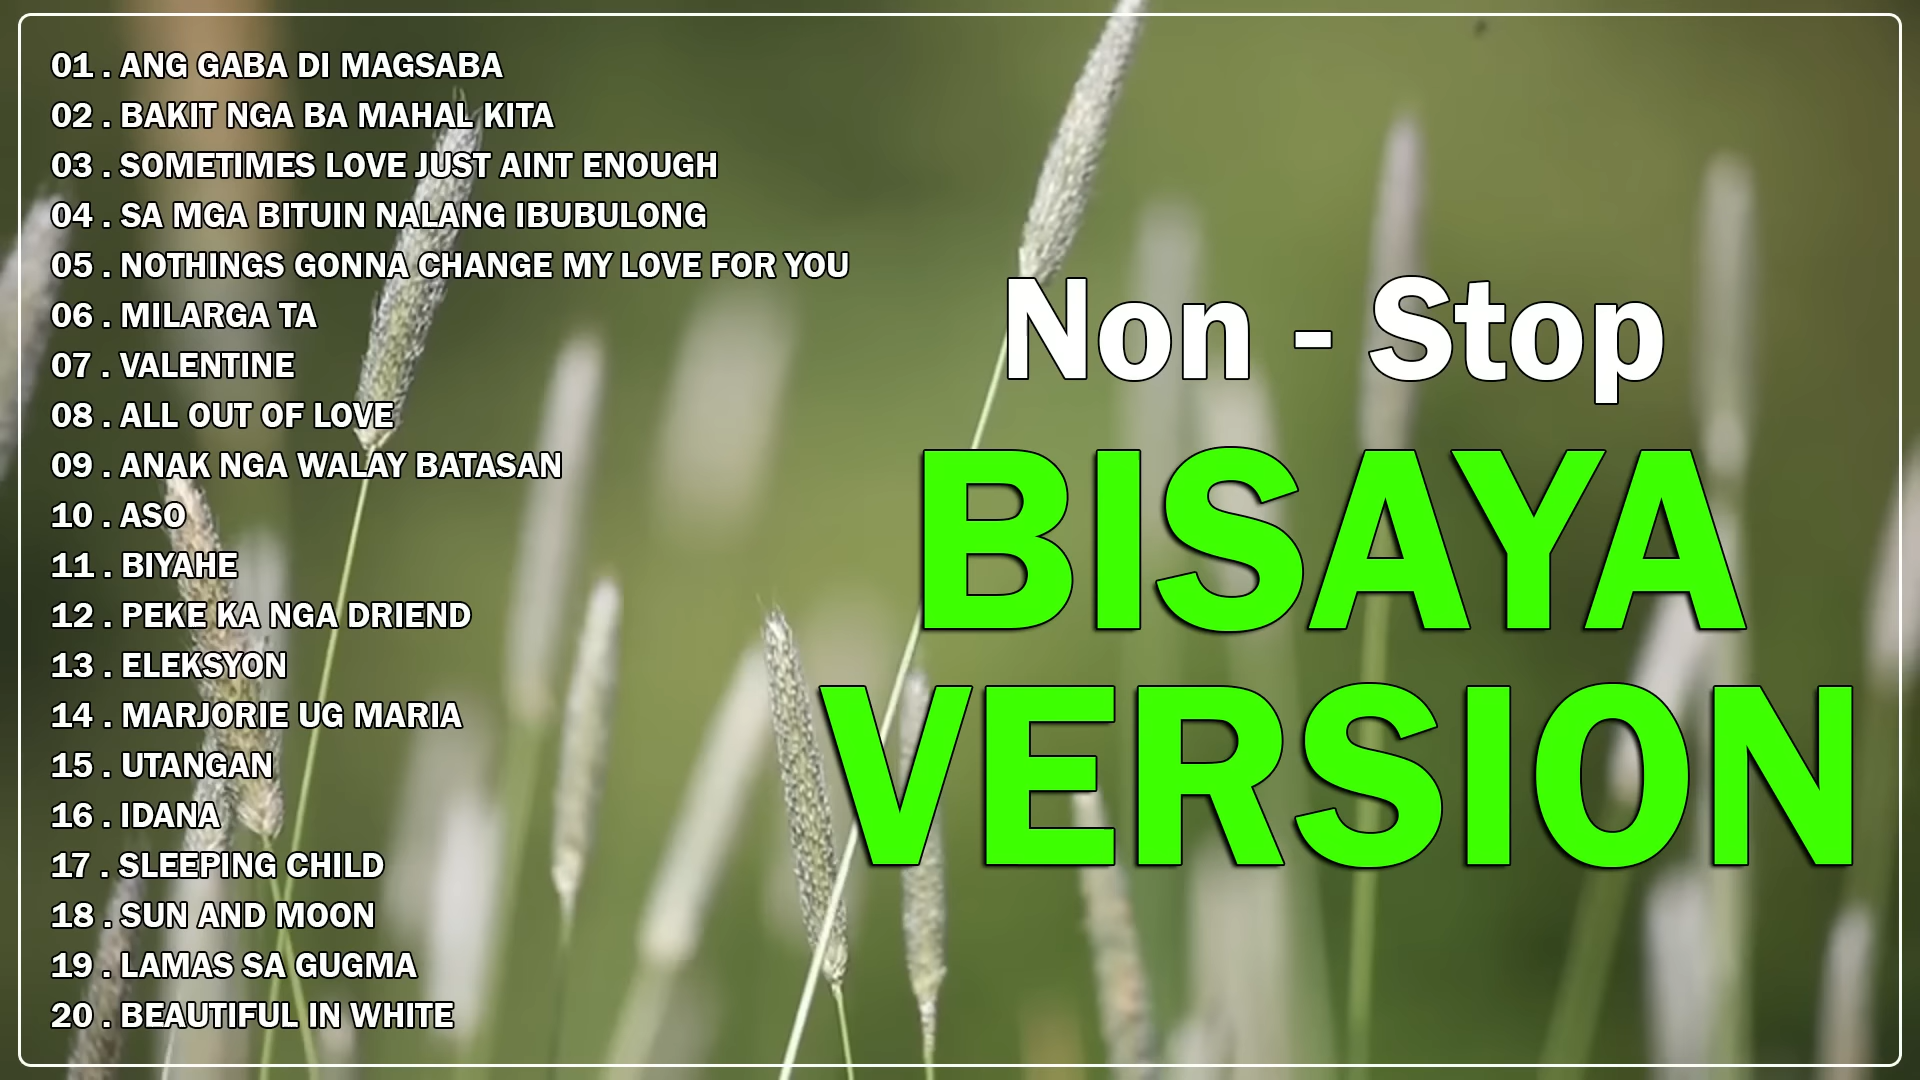 01 . ANG GABA DI MAGSABA
02 . BAKIT NGA BA MAHAL KITA
03 . SOMETIMES LOVE JUST AINT ENOUGH
04 . SA MGA BITUIN NALANG IBUBULONG
05 . NOTHINGS GONNA CHANGE MY LOVE FOR YOU
06 . MILARGA TA
07 . VALENTINE
08 . ALL OUT OF LOVE
09 . ANAK NGA WALAY BATASAN
10 . ASO
11 . BIYAHE
12 . PEKE KA NGA DRIEND
13 . ELEKSYON
14 . MARJORIE UG MARIA
15 . UTANGAN
16 . IDANA
17 . SLEEPING CHILD
18 . SUN AND MOON
19 . LAMAS SA GUGMA
20 . BEAUTIFUL IN WHITE
Non - Stop
BISAYA
VERSION